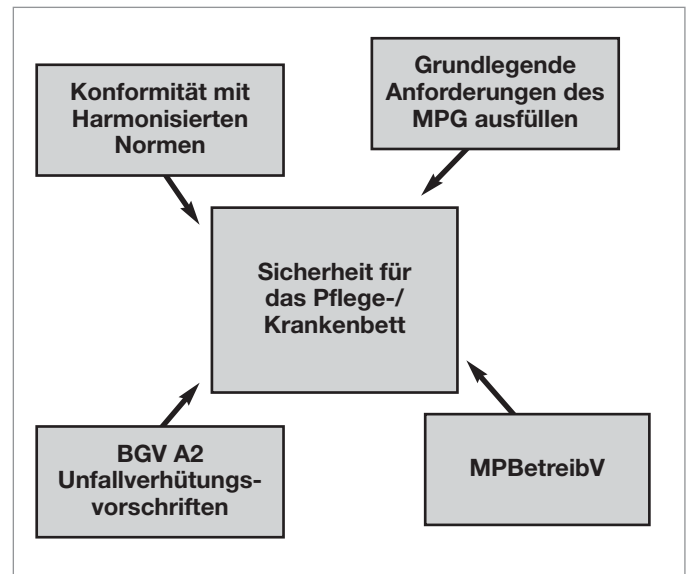 Konformität mit
Harmonisierten
Normen
Grundlegende
Anforderungen des
MPG ausfüllen
Sicherheit für
das Pflege-/
Krankenbett
BGV A2
Unfallverhütungs-
vorschriften
MPBetreibV